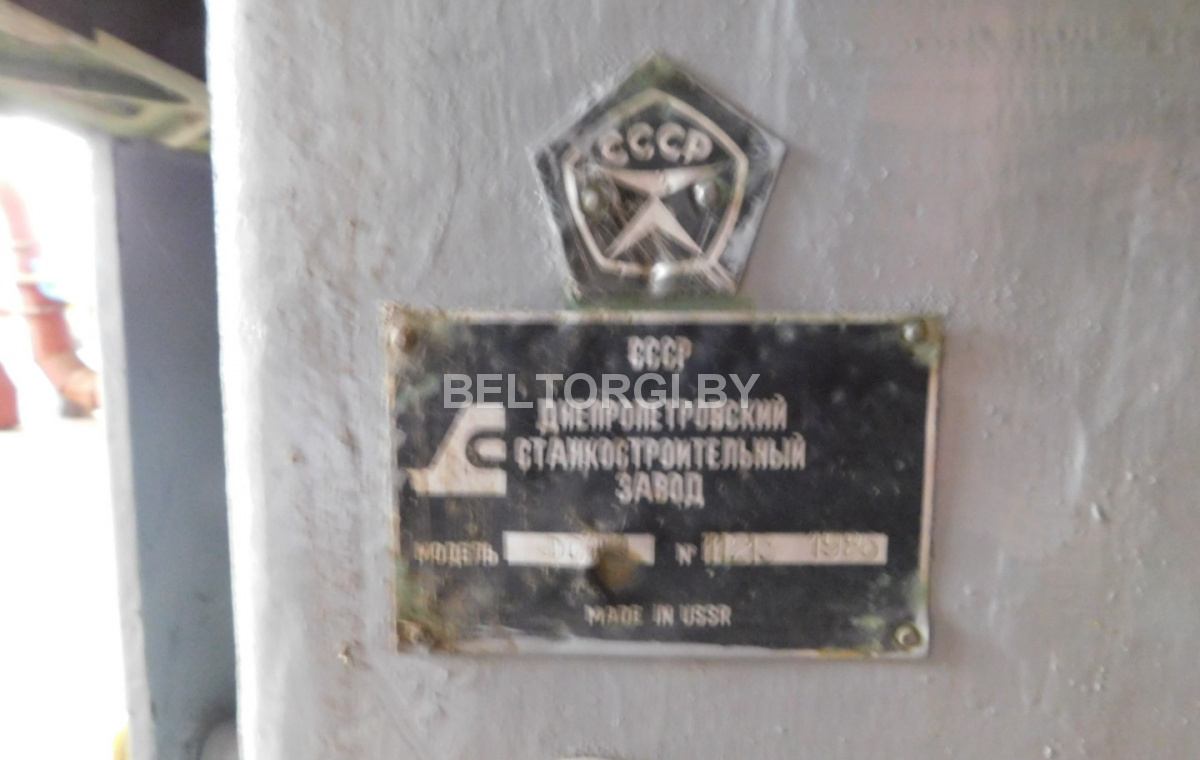 СССР
СССР
BELTORGI.BY
ДНЕПРОПЕТРОВСКИЙ
СТАНКОСТРОИТЕЛЬНЫЙ
ЗАВОД
МОДЕЛЬ №
MADE IN USSR